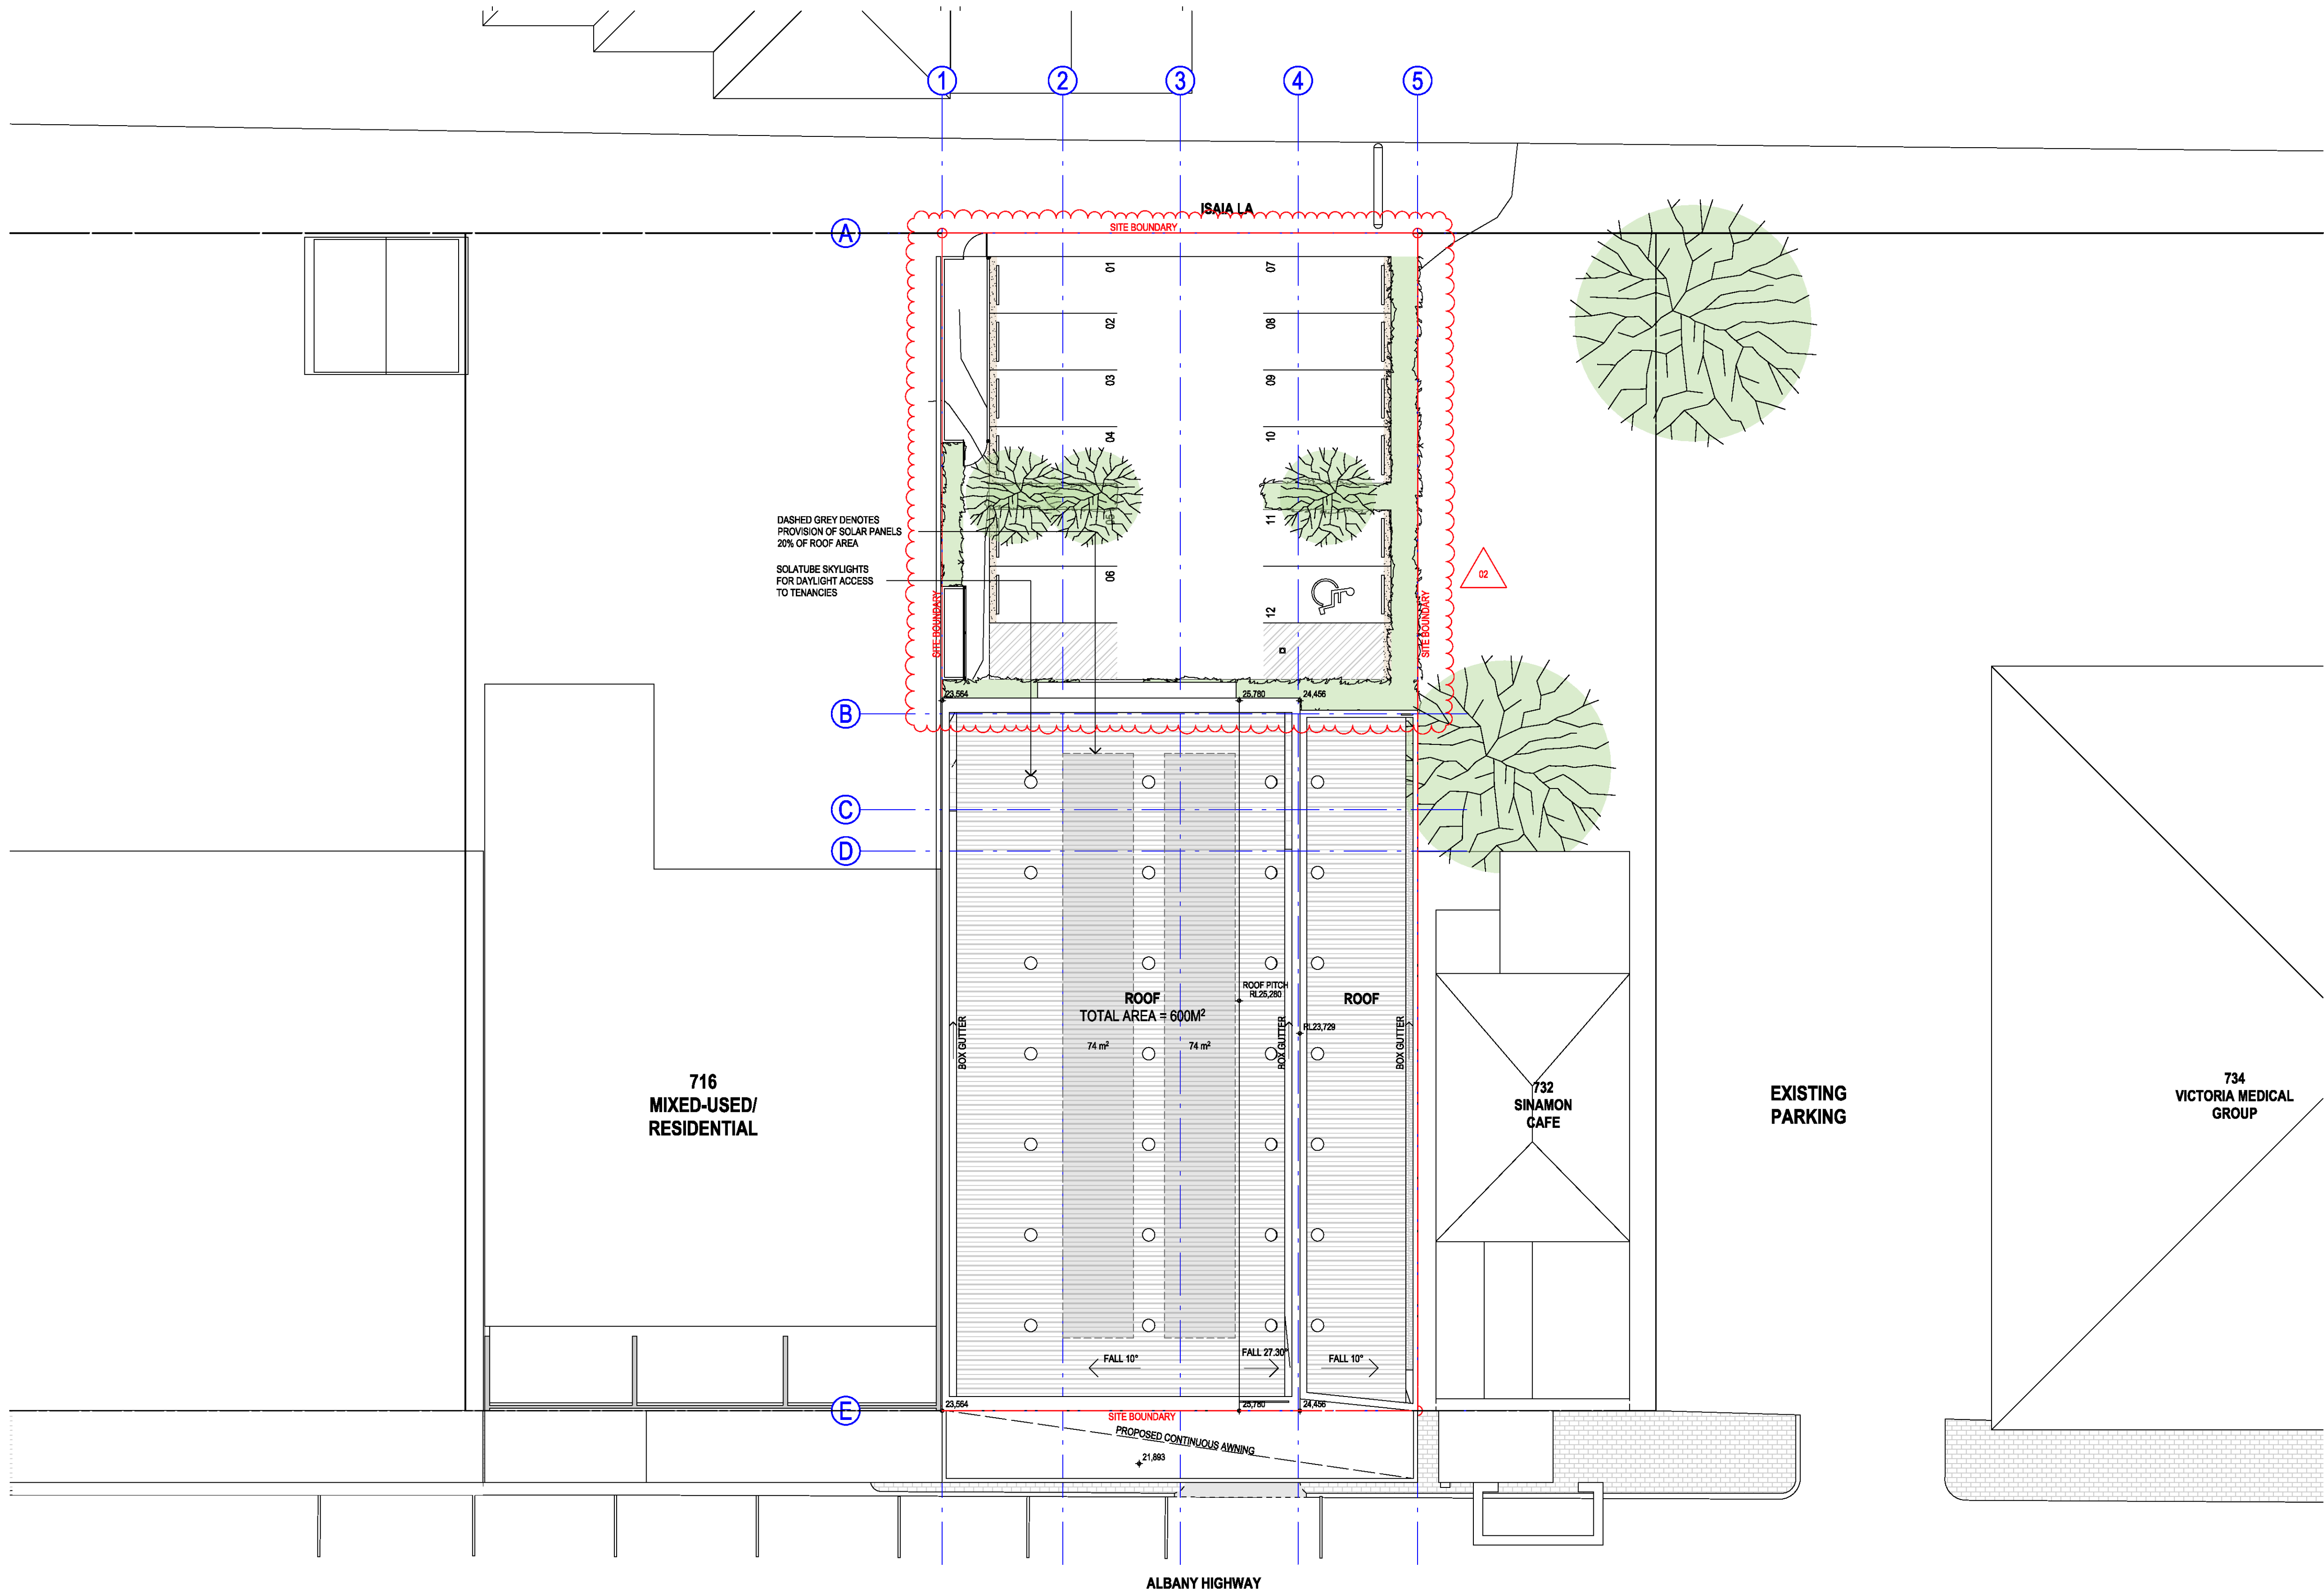 1
2
3
4
5
ISAIA LA
A
SITE BOUNDARY
01
07
02
08
03
09
04
10
DASHED GREY DENOTES
PROVISION OF SOLAR PANELS
20% OF ROOF AREA
05
11
SOLATUBE SKYLIGHTS
FOR DAYLIGHT ACCESS
TO TENANCIES
06
12
02
SITE BOUNDARY
SITE BOUNDARY
23,564
25,780
24,456
B
C
D
ROOF PITCH
RL25,280
ROOF
TOTAL AREA = 600M²
ROOF
RL23,729
BOX GUTTER
BOX GUTTER
BOX GUTTER
74 m²
74 m²
716
MIXED-USED/
RESIDENTIAL
732
SINAMON
CAFE
EXISTING
PARKING
734
VICTORIA MEDICAL
GROUP
FALL 10°
FALL 27.30°
FALL 10°
E
23,564
25,780
24,456
SITE BOUNDARY
PROPOSED CONTINUOUS AWNING
21,893
ALBANY HIGHWAY